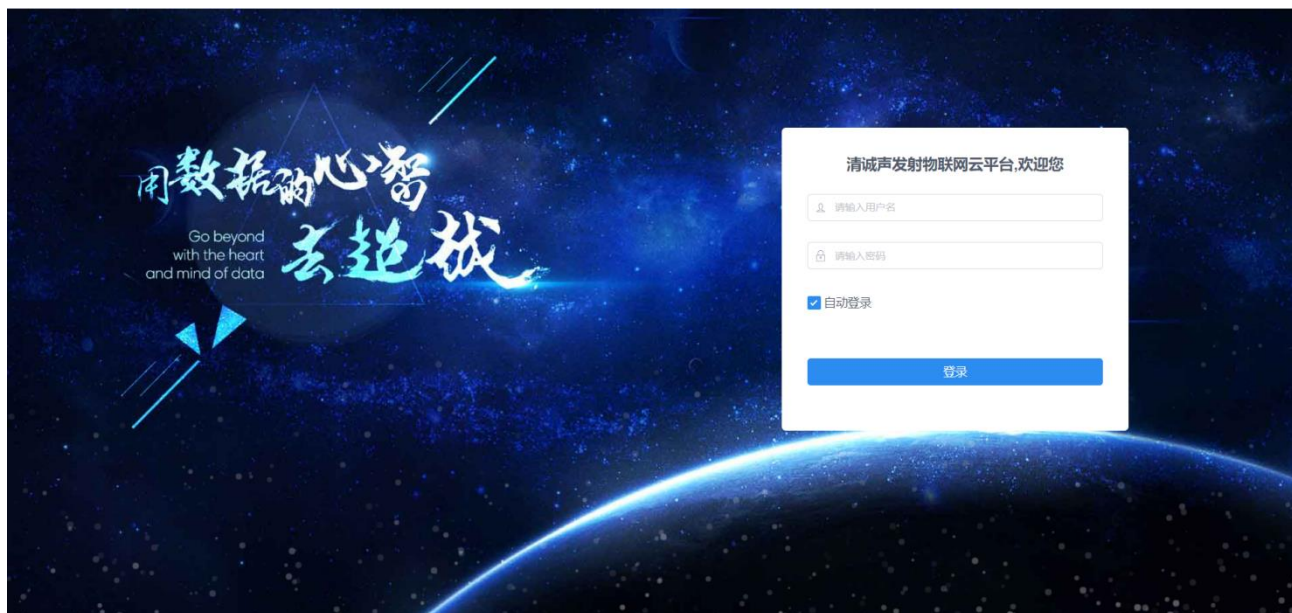 用数据的心智
去超越
Go beyond
with the heart
and mind of data
清诚声发射物联网云平台,欢迎您
请输入用户名
请输入密码
自动登录
登录